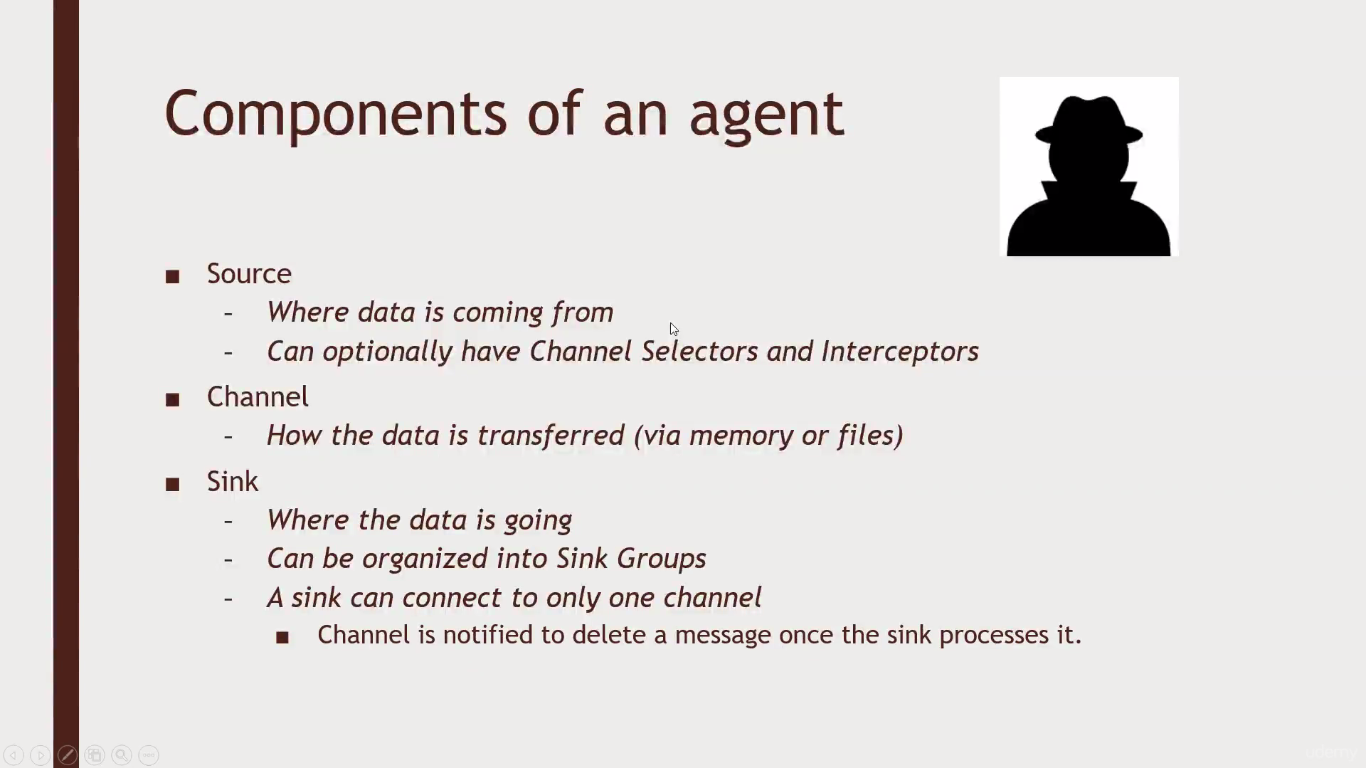 Components of an agent
■ Source
- Where data is coming from
- Can optionally have Channel Selectors and Interceptors
■ Channel
- How the data is transferred (via memory or files)
■ Sink
- Where the data is going
- Can be organized into Sink Groups
- A sink can connect to only one channel
■ Channel is notified to delete a message once the sink processes it.
udemy